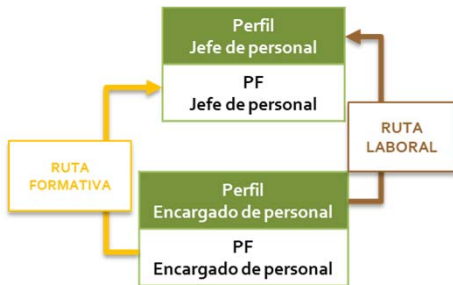 Perfil
Jefe de personal
PF
Jefe de personal
RUTA
LABORAL
RUTA
FORMATIVA
Perfil
Encargado de personal
PF
Encargado de personal